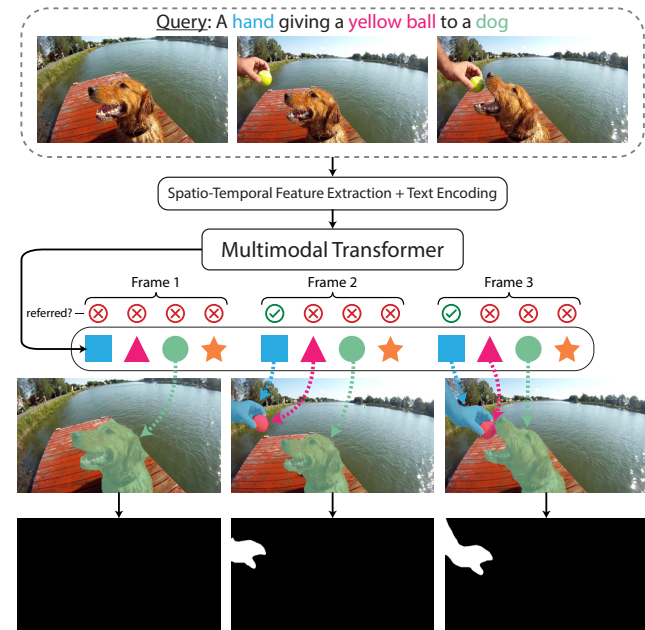 Query: A hand giving a yellow ball to a dog
Spatio-Temporal Feature Extraction + Text Encoding
Multimodal Transformer
Frame 1 Frame 2 Frame 3
referred?